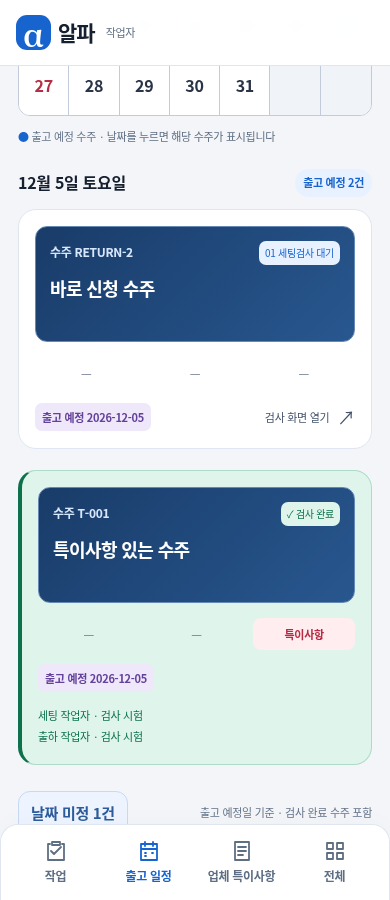 α 알파 작업자
27 28 29 30 31
출고 예정 수주 · 날짜를 누르면 해당 수주가 표시됩니다
12월 5일 토요일 출고 예정 2건
수주 RETURN-2 01 세팅검사 대기
바로 신청 수주
— — —
출고 예정 2026-12-05 검사 화면 열기 ↗
수주 T-001 ✓ 검사 완료
특이사항 있는 수주
— — 특이사항
출고 예정 2026-12-05
세팅 작업자 · 검사 시험
출하 작업자 · 검사 시험
날짜 미정 1건 출고 예정일 기준 · 검사 완료 수주 포함
작업 출고 일정 업체 특이사항 전체